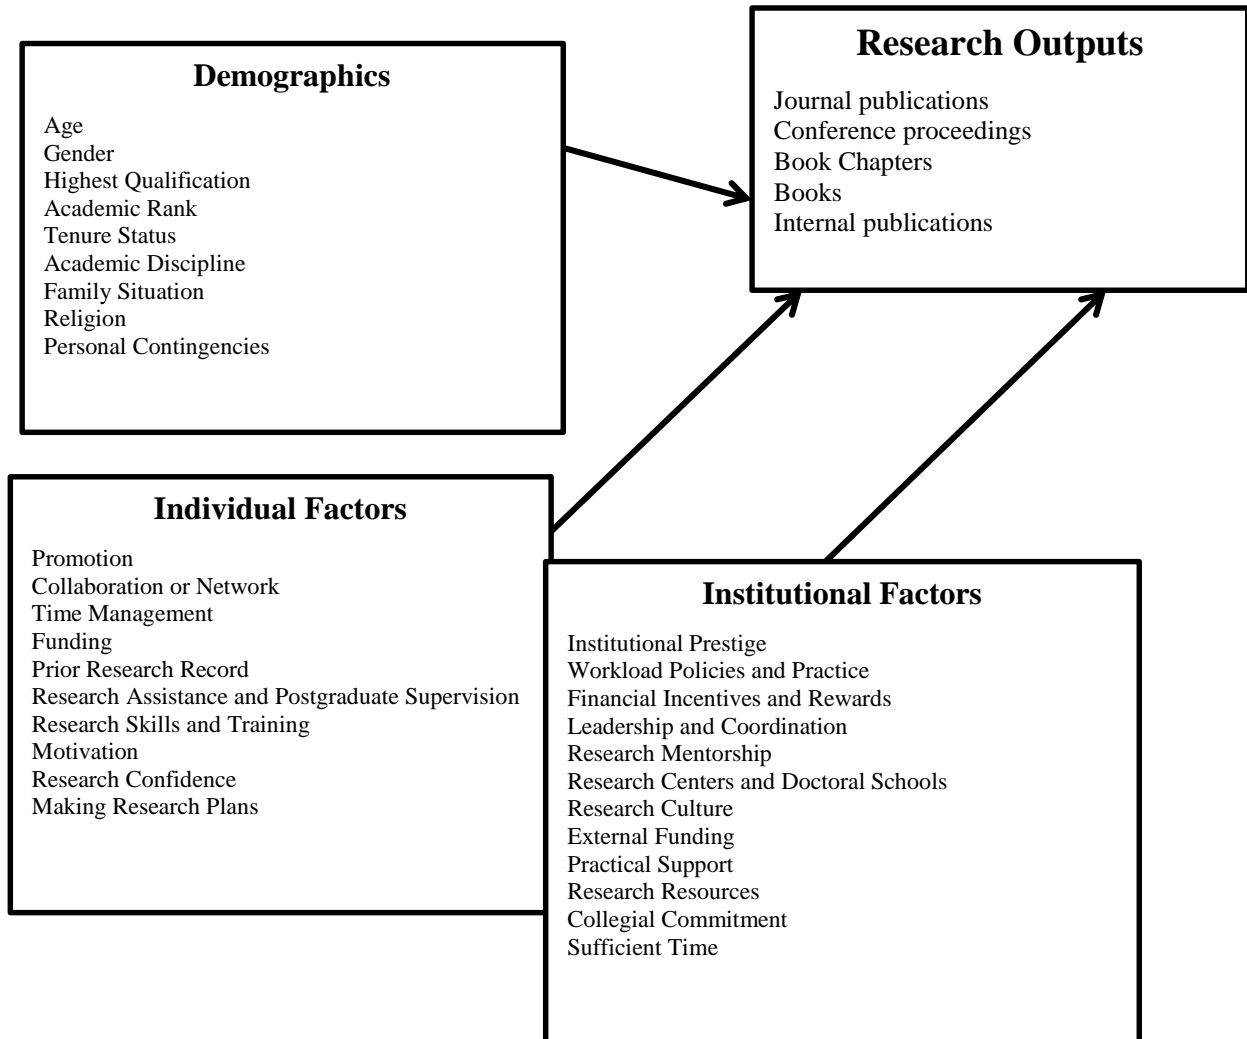 Demographics
Age
Gender
Highest Qualification
Academic Rank
Tenure Status
Academic Discipline
Family Situation
Religion
Personal Contingencies
Research Outputs
Journal publications
Conference proceedings
Book Chapters
Books
Internal publications
Individual Factors
Promotion
Collaboration or Network
Time Management
Funding
Prior Research Record
Research Assistance and Postgraduate Supervision
Research Skills and Training
Motivation
Research Confidence
Making Research Plans
Institutional Factors
Institutional Prestige
Workload Policies and Practice
Financial Incentives and Rewards
Leadership and Coordination
Research Mentorship
Research Centers and Doctoral Schools
Research Culture
External Funding
Practical Support
Research Resources
Collegial Commitment
Sufficient Time